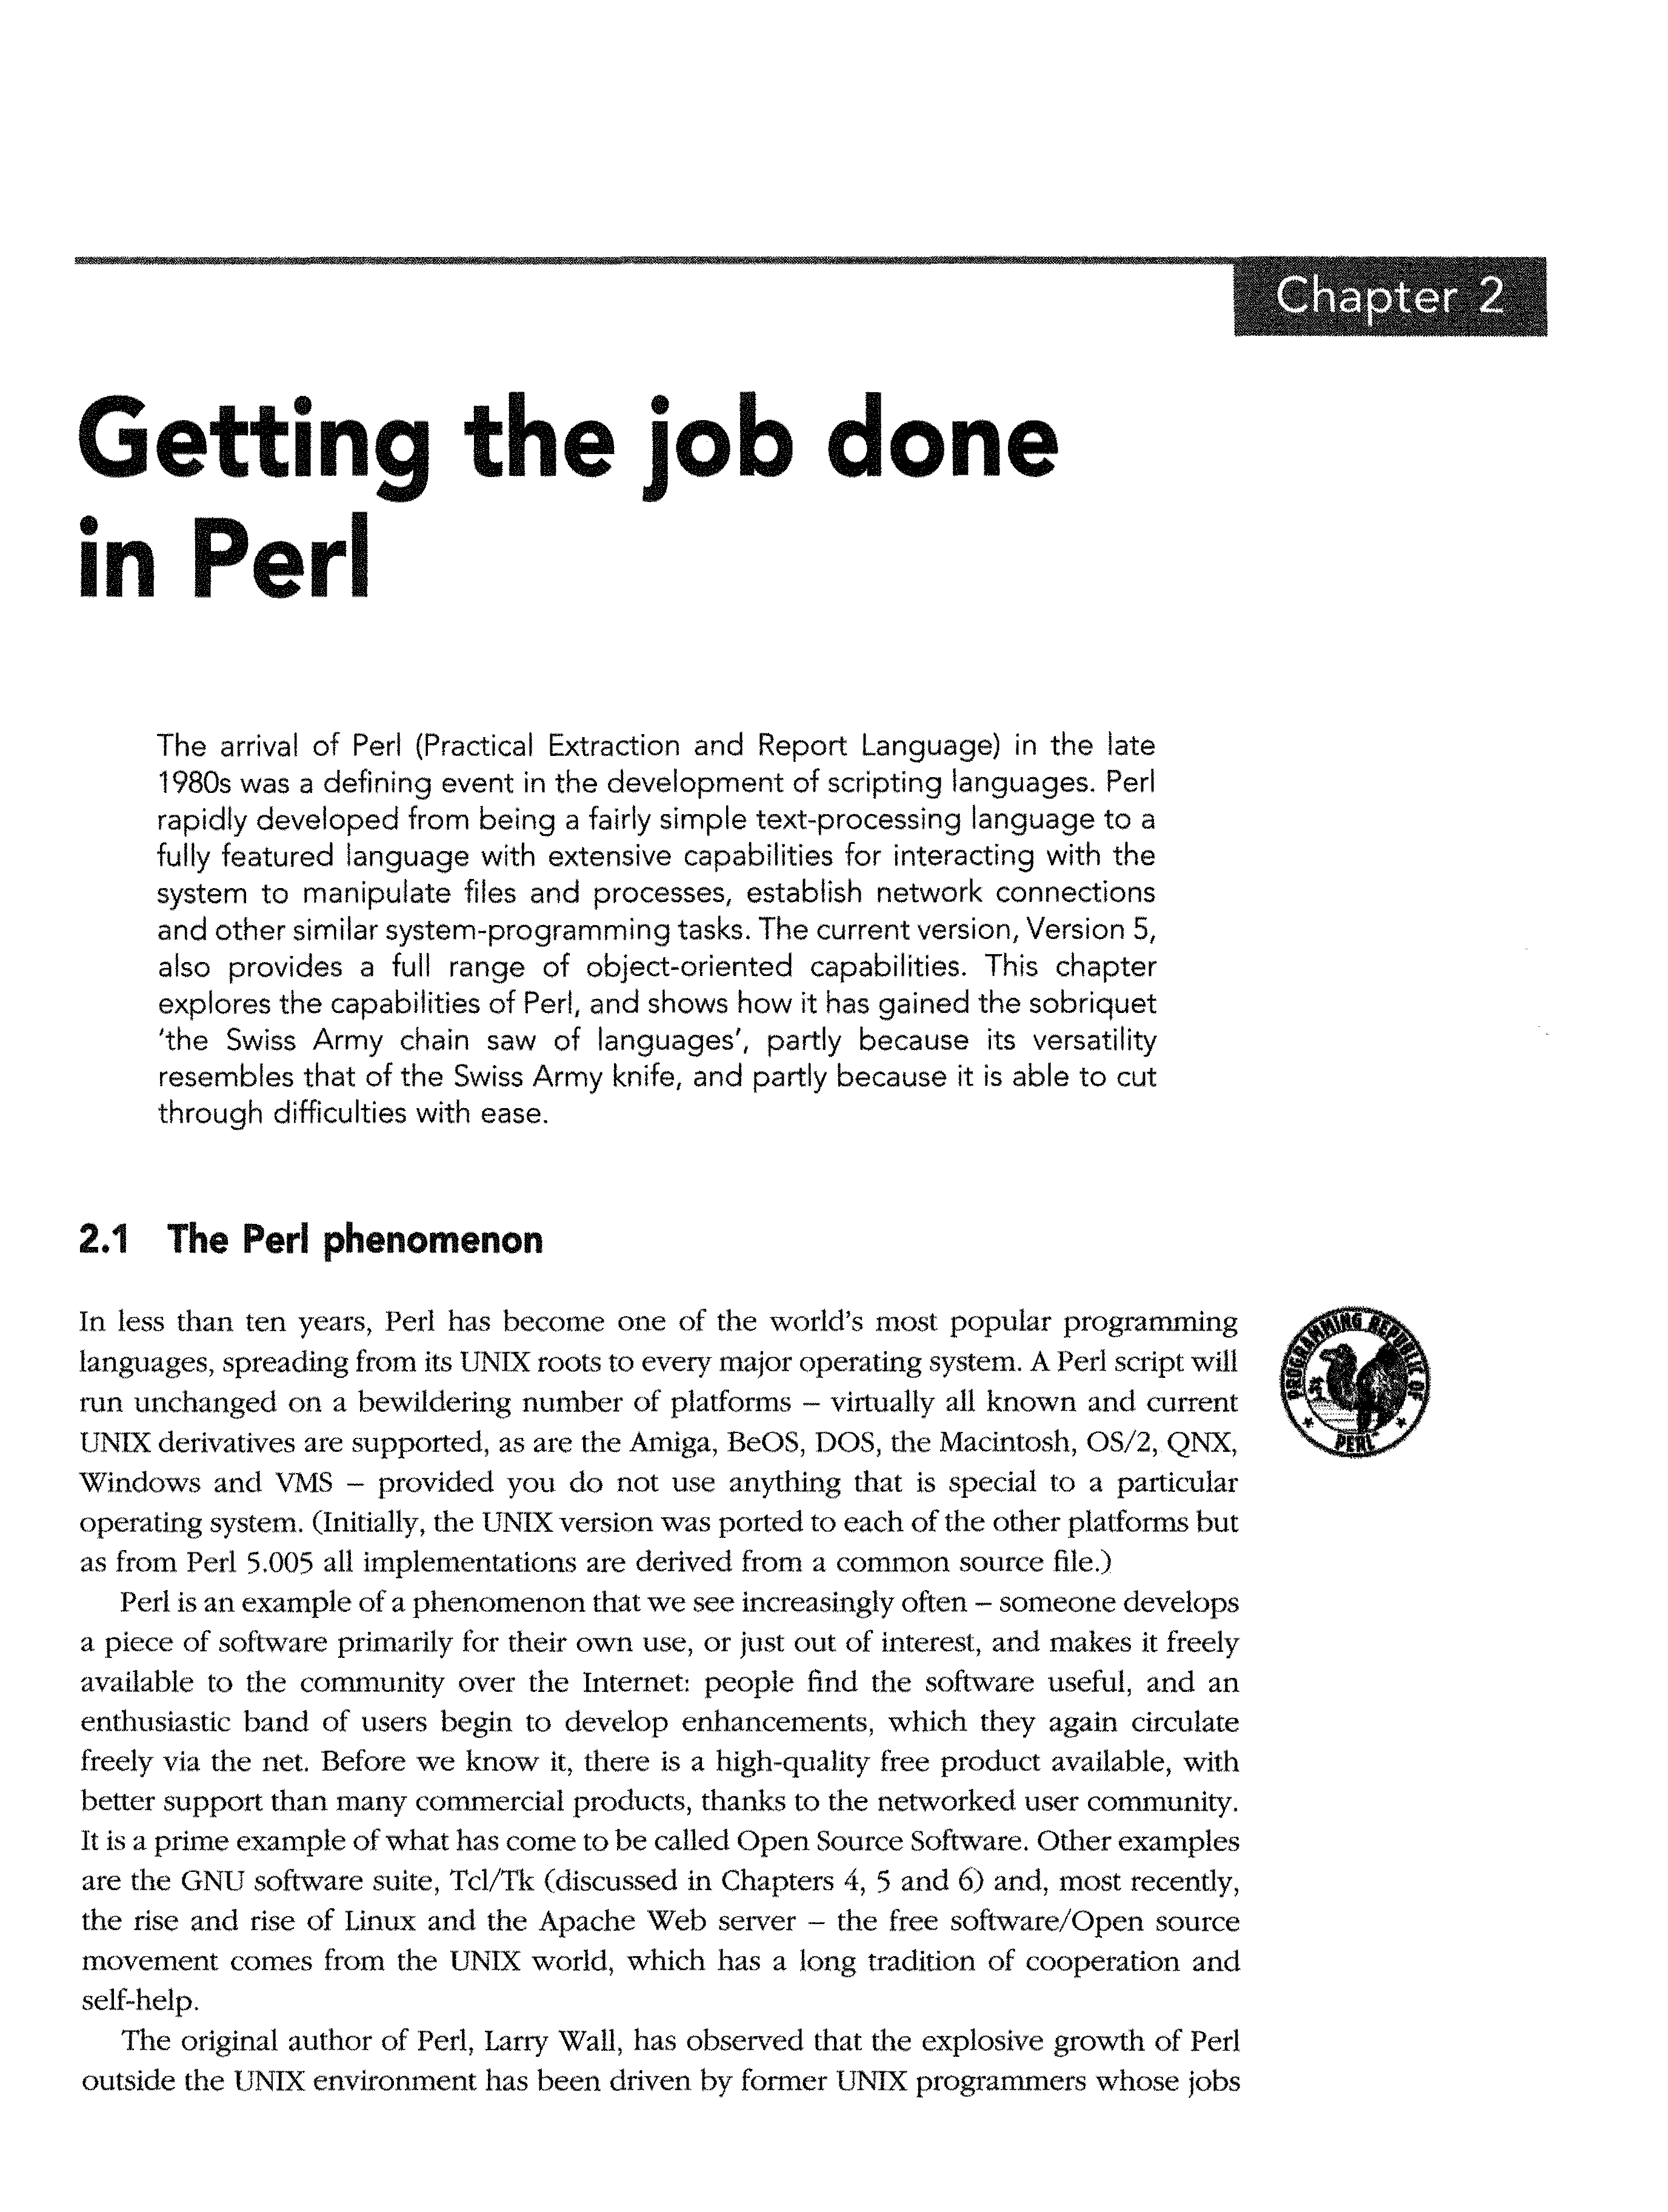 Chapter 2
Getting the job done
in Perl
The arrival of Perl (Practical Extraction and Report Language) in the late
1980s was a defining event in the development of scripting languages. Perl
rapidly developed from being a fairly simple text-processing language to a
fully featured language with extensive capabilities for interacting with the
system to manipulate files and processes, establish network connections
and other similar system-programming tasks. The current version, Version 5,
also provides a full range of object-oriented capabilities. This chapter
explores the capabilities of Perl, and shows how it has gained the sobriquet
'the Swiss Army chain saw of languages', partly because its versatility
resembles that of the Swiss Army knife, and partly because it is able to cut
through difficulties with ease.
2.1 The Perl phenomenon
In less than ten years, Perl has become one of the world's most popular programming
languages, spreading from its UNIX roots to every major operating system. A Perl script will
run unchanged on a bewildering number of platforms – virtually all known and current
UNIX derivatives are supported, as are the Amiga, BeOS, DOS, the Macintosh, OS/2, QNX,
Windows and VMS – provided you do not use anything that is special to a particular
operating system. (Initially, the UNIX version was ported to each of the other platforms but
as from Perl 5.005 all implementations are derived from a common source file.)
Perl is an example of a phenomenon that we see increasingly often – someone develops
a piece of software primarily for their own use, or just out of interest, and makes it freely
available to the community over the Internet: people find the software useful, and an
enthusiastic band of users begin to develop enhancements, which they again circulate
freely via the net. Before we know it, there is a high-quality free product available, with
better support than many commercial products, thanks to the networked user community.
It is a prime example of what has come to be called Open Source Software. Other examples
are the GNU software suite, Tcl/Tk (discussed in Chapters 4, 5 and 6) and, most recently,
the rise and rise of Linux and the Apache Web server – the free software/Open source
movement comes from the UNIX world, which has a long tradition of cooperation and
self-help.
The original author of Perl, Larry Wall, has observed that the explosive growth of Perl
outside the UNIX environment has been driven by former UNIX programmers whose jobs
PROGRAMMING REPUBLIC OF
PERL